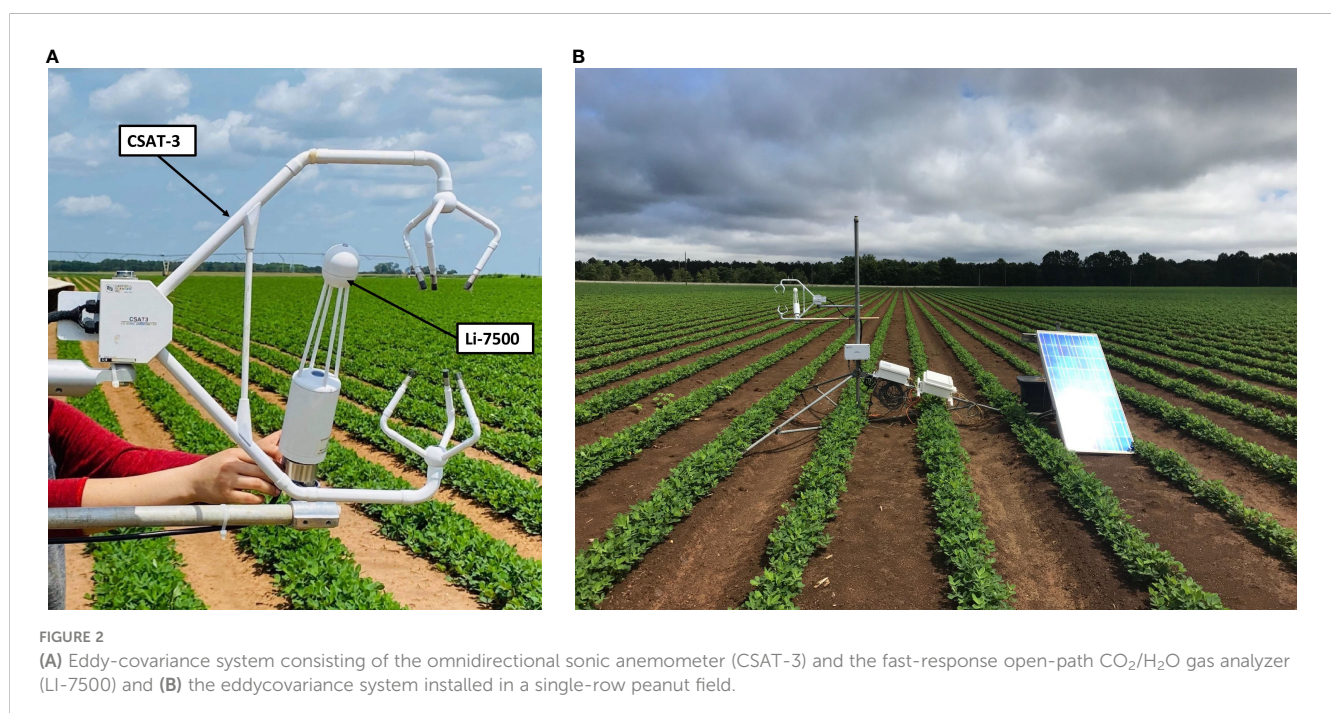 A
B
CSAT-3
Li-7500
CSAT3
FIGURE 2
(A) Eddy-covariance system consisting of the omnidirectional sonic anemometer (CSAT-3) and the fast-response open-path CO₂/H₂O gas analyzer
(LI-7500) and (B) the eddycovariance system installed in a single-row peanut field.